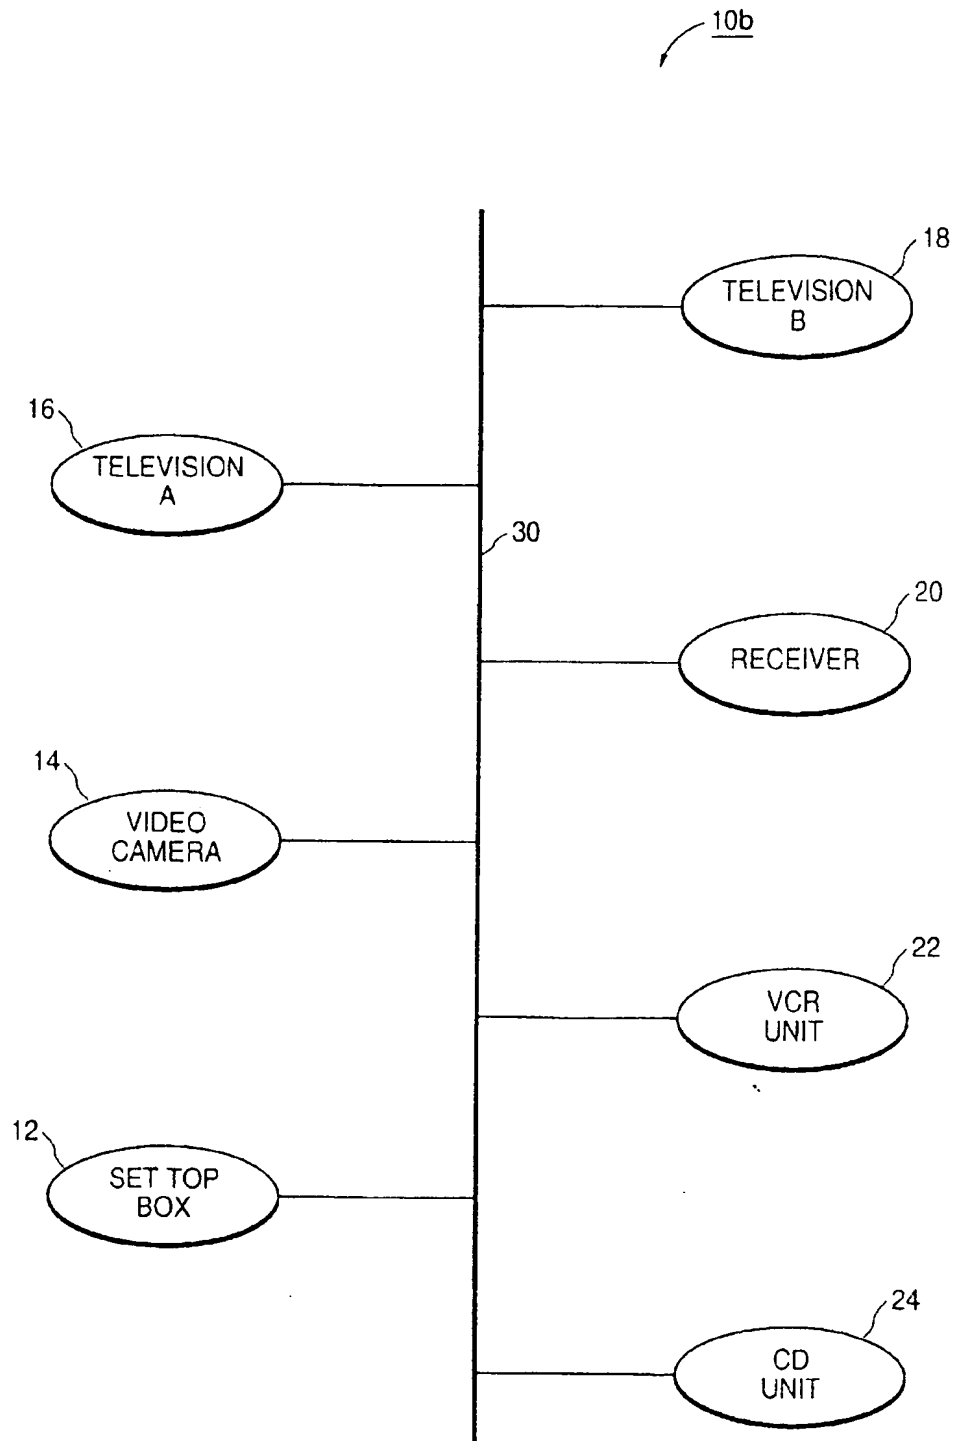 10b
18
TELEVISION
B
16
TELEVISION
A
30
20
RECEIVER
14
VIDEO
CAMERA
22
VCR
UNIT
12
SET TOP
BOX
24
CD
UNIT